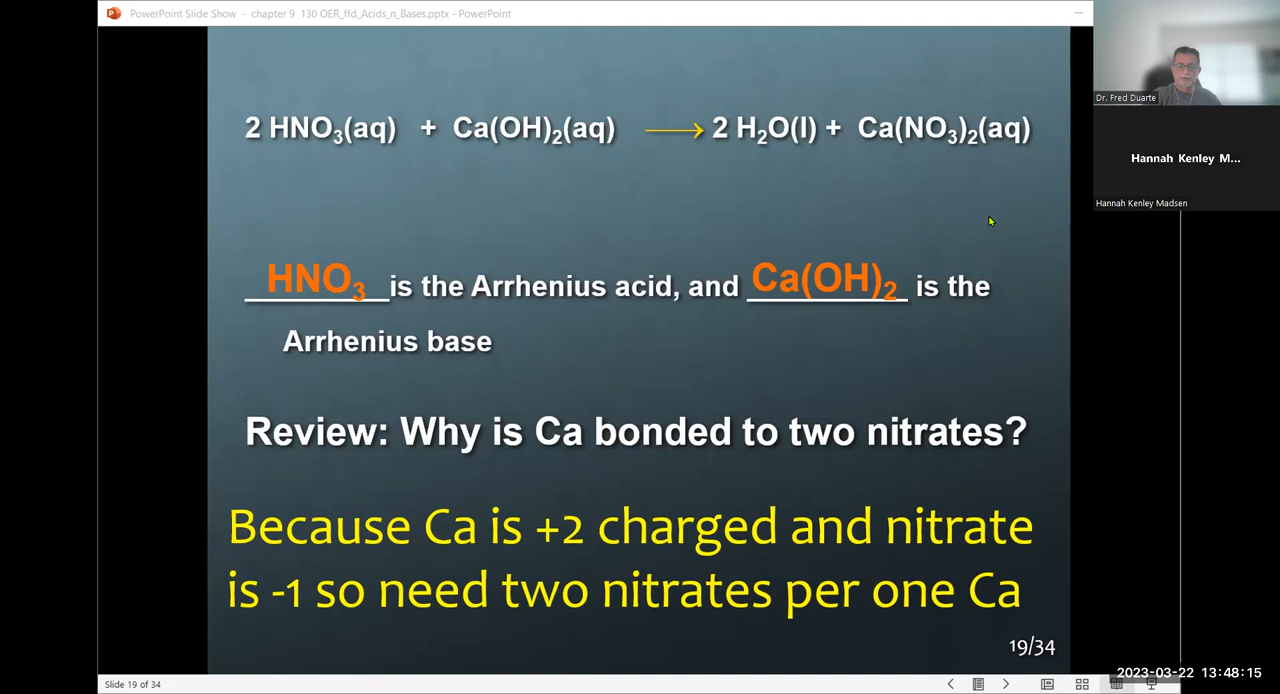 PowerPoint Slide Show - chapter 9 130 OER_ffd_Acids_n_Bases.pptx - PowerPoint
Dr. Fred Duarte
2 HNO₃(aq) + Ca(OH)₂(aq) ⟶ 2 H₂O(l) + Ca(NO₃)₂(aq)
Hannah Kenley M...
Hannah Kenley Madsen
HNO₃ is the Arrhenius acid, and Ca(OH)₂ is the
Arrhenius base
Review: Why is Ca bonded to two nitrates?
Because Ca is +2 charged and nitrate
is -1 so need two nitrates per one Ca
19/34
2023-03-22 13:48:15
Slide 19 of 34